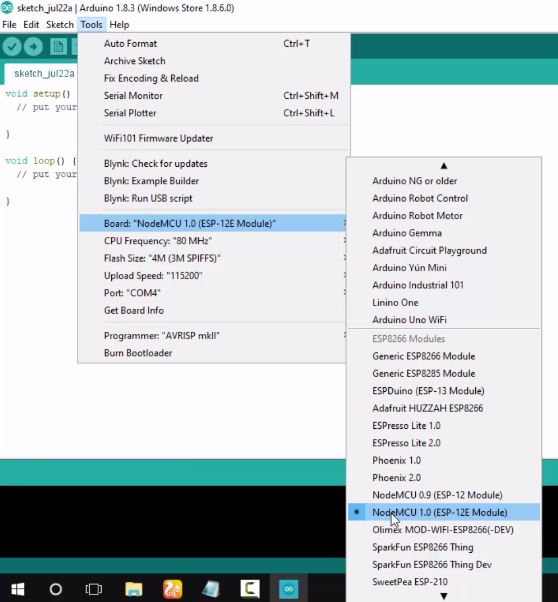 sketch_jul22a | Arduino 1.8.3 (Windows Store 1.8.6.0)
File Edit Sketch Tools Help
sketch_jul22a
void setup()
// put your
}
void loop() {
// put your
}
Auto Format Ctrl+T
Archive Sketch
Fix Encoding & Reload
Serial Monitor Ctrl+Shift+M
Serial Plotter Ctrl+Shift+L
WiFi101 Firmware Updater
Blynk: Check for updates
Blynk: Example Builder
Blynk: Run USB script
Board: "NodeMCU 1.0 (ESP-12E Module)"
CPU Frequency: "80 MHz"
Flash Size: "4M (3M SPIFFS)"
Upload Speed: "115200"
Port: "COM4"
Get Board Info
Programmer: "AVRISP mkII"
Burn Bootloader
Arduino NG or older
Arduino Robot Control
Arduino Robot Motor
Arduino Gemma
Adafruit Circuit Playground
Arduino Yún Mini
Arduino Industrial 101
Linino One
Arduino Uno WiFi
ESP8266 Modules
Generic ESP8266 Module
Generic ESP8285 Module
ESPDuino (ESP-13 Module)
Adafruit HUZZAH ESP8266
ESPresso Lite 1.0
ESPresso Lite 2.0
Phoenix 1.0
Phoenix 2.0
NodeMCU 0.9 (ESP-12 Module)
NodeMCU 1.0 (ESP-12E Module)
Olimex MOD-WIFI-ESP8266(-DEV)
SparkFun ESP8266 Thing
SparkFun ESP8266 Thing Dev
SweetPea ESP-210